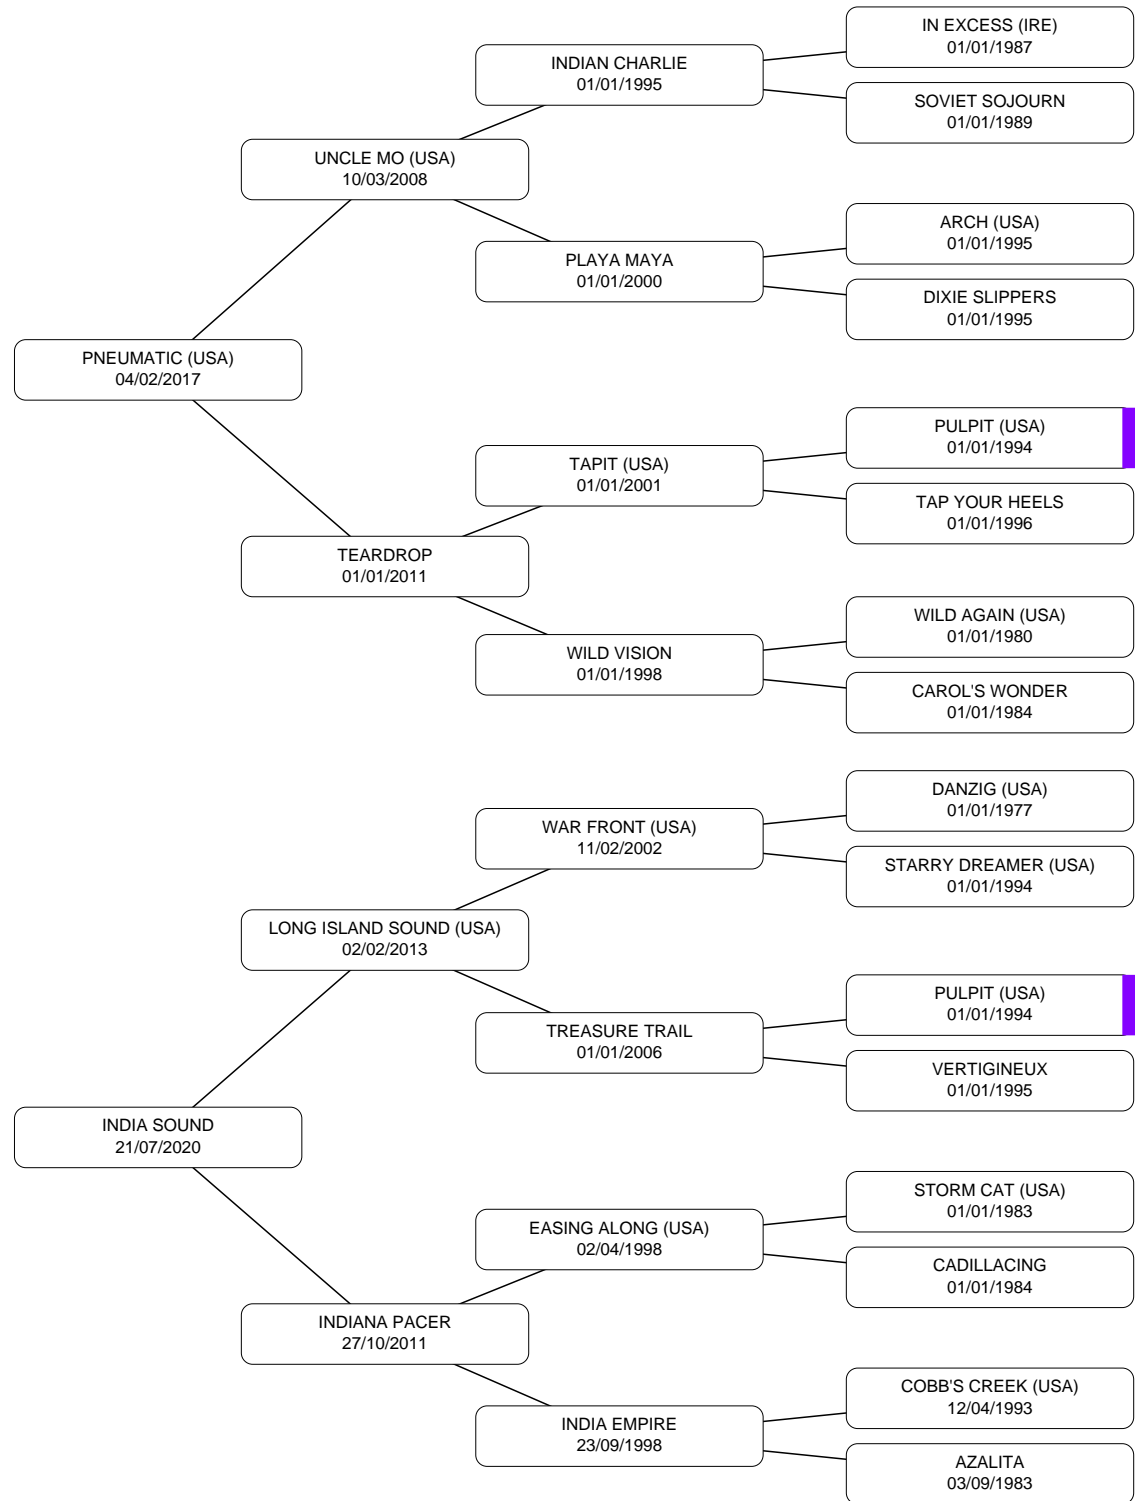 IN EXCESS (IRE)
01/01/1987
INDIAN CHARLIE
01/01/1995
SOVIET SOJOURN
01/01/1989
UNCLE MO (USA)
10/03/2008
ARCH (USA)
01/01/1995
PLAYA MAYA
01/01/2000
DIXIE SLIPPERS
01/01/1995
PNEUMATIC (USA)
04/02/2017
PULPIT (USA)
01/01/1994
TAPIT (USA)
01/01/2001
TAP YOUR HEELS
01/01/1996
TEARDROP
01/01/2011
WILD AGAIN (USA)
01/01/1980
WILD VISION
01/01/1998
CAROL'S WONDER
01/01/1984
DANZIG (USA)
01/01/1977
WAR FRONT (USA)
11/02/2002
STARRY DREAMER (USA)
01/01/1994
LONG ISLAND SOUND (USA)
02/02/2013
PULPIT (USA)
01/01/1994
TREASURE TRAIL
01/01/2006
VERTIGINEUX
01/01/1995
INDIA SOUND
21/07/2020
STORM CAT (USA)
01/01/1983
EASING ALONG (USA)
02/04/1998
CADILLACING
01/01/1984
INDIANA PACER
27/10/2011
COBB'S CREEK (USA)
12/04/1993
INDIA EMPIRE
23/09/1998
AZALITA
03/09/1983